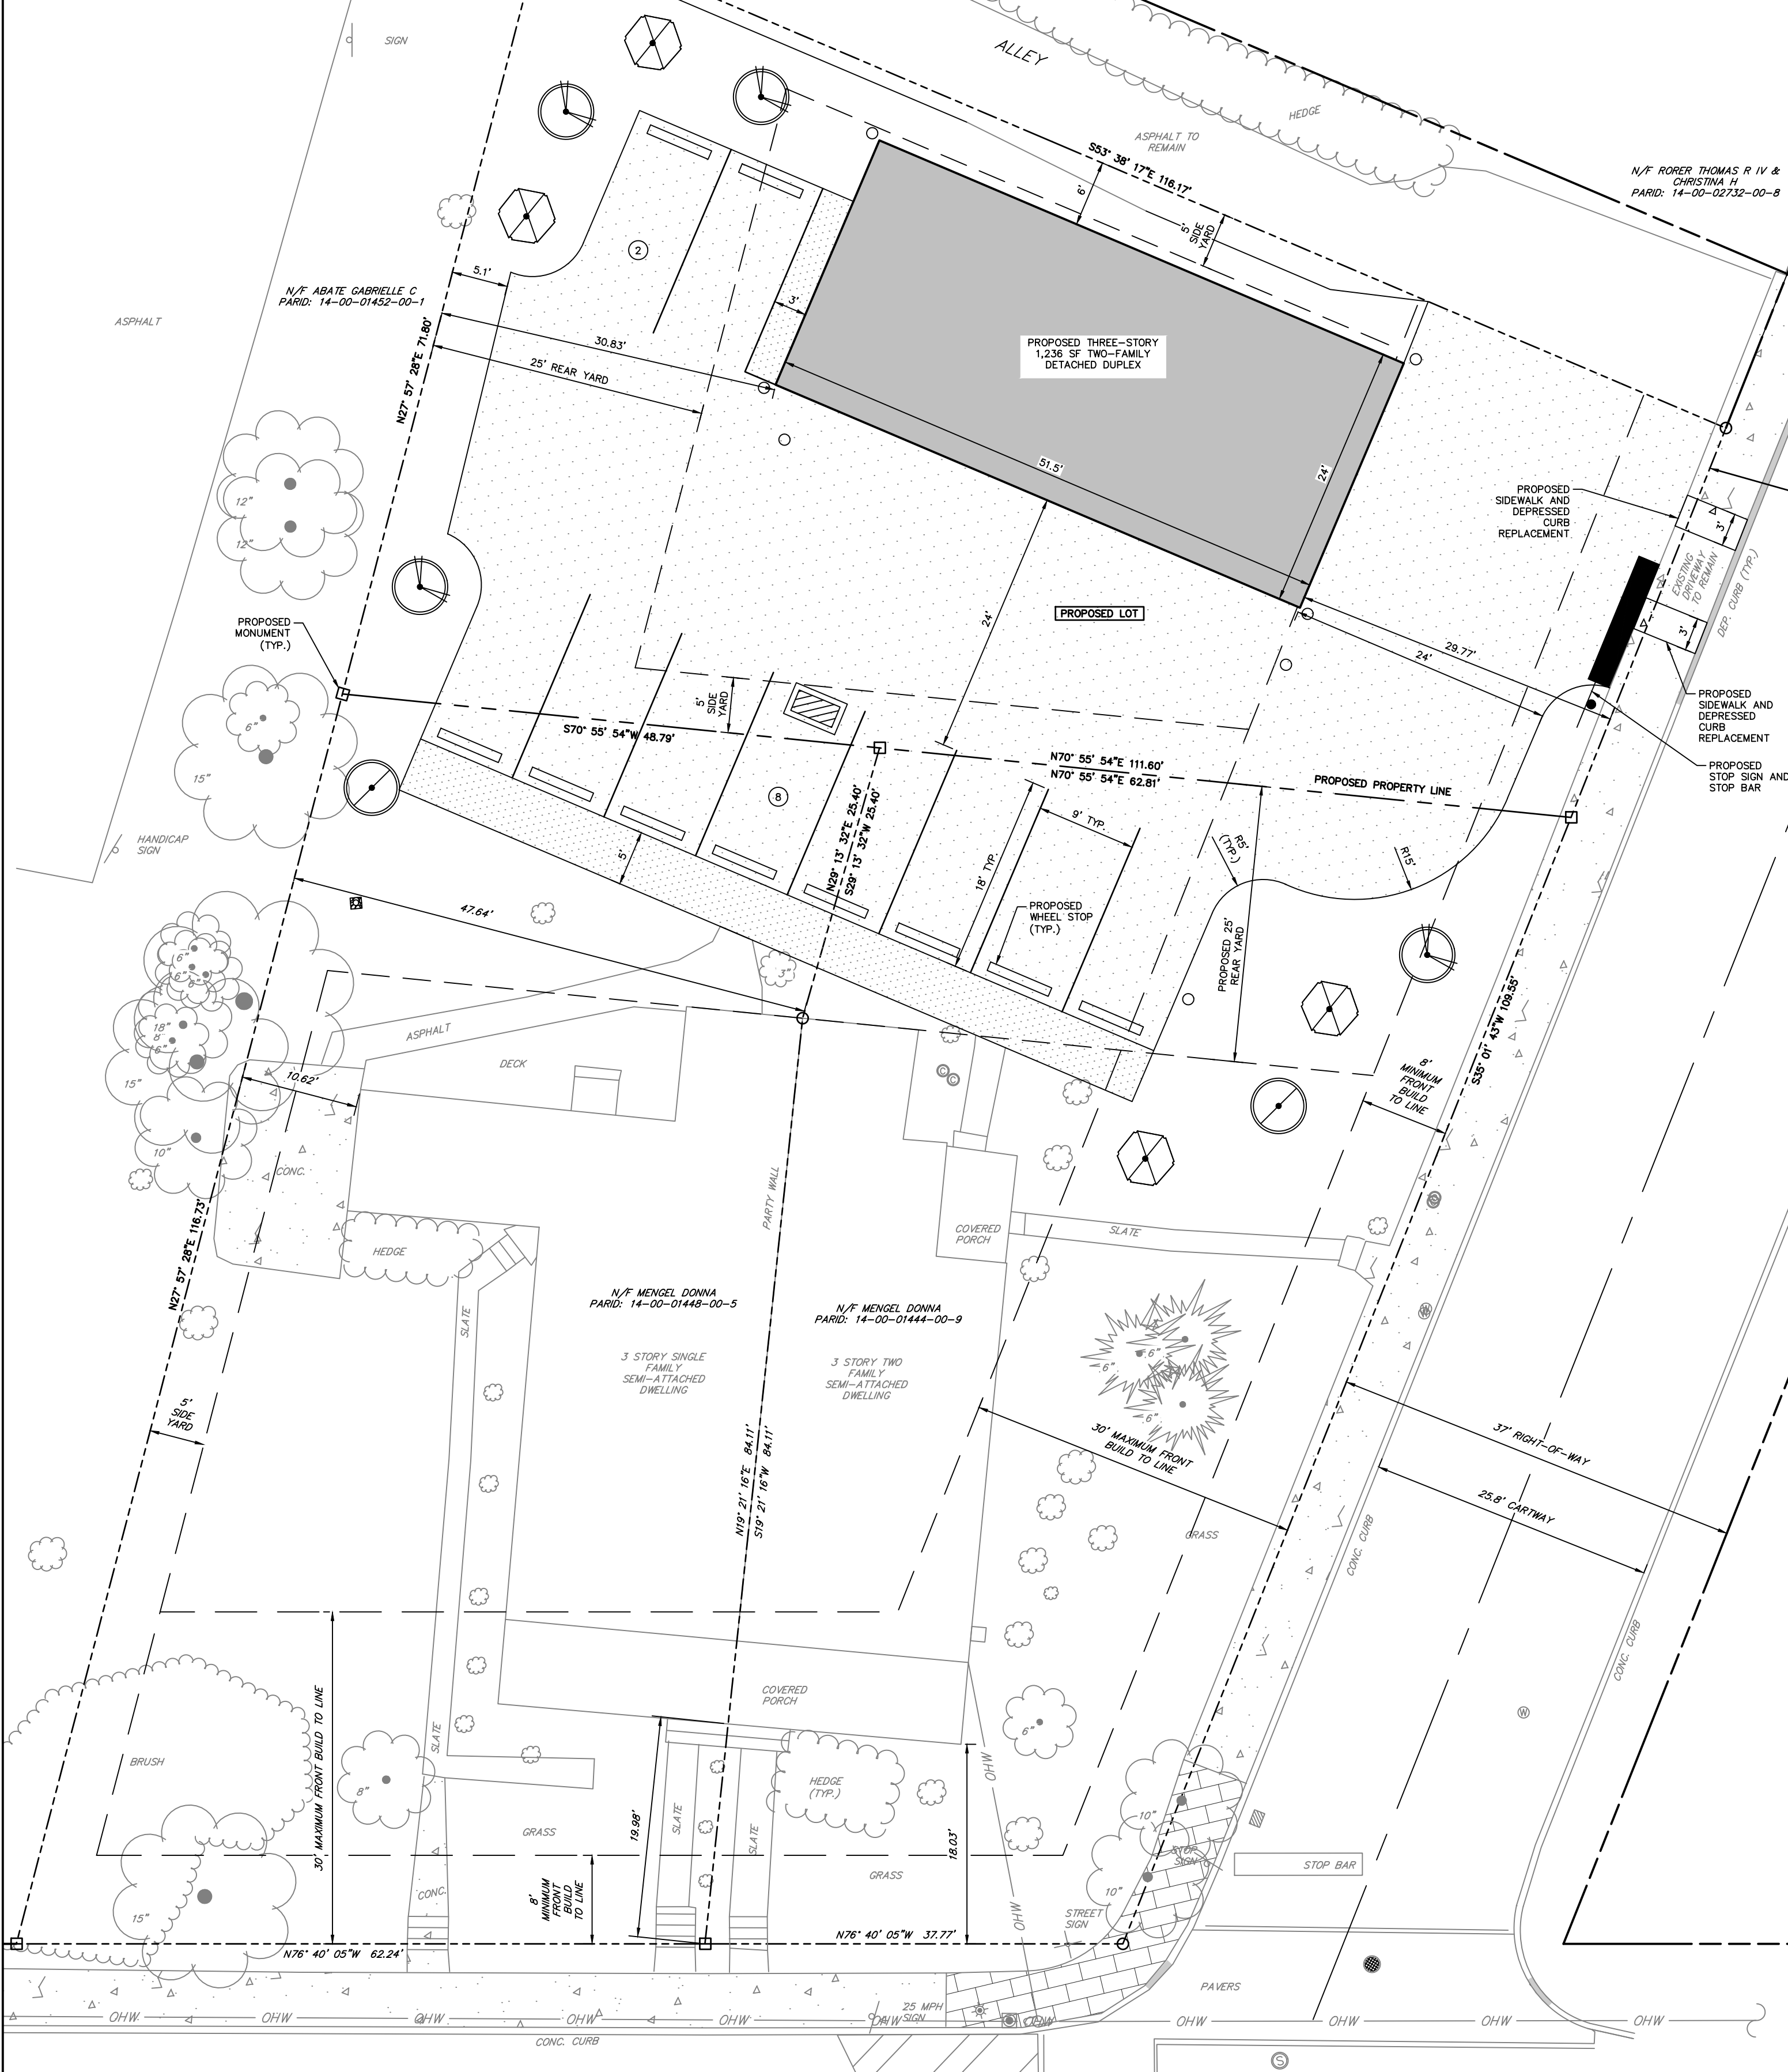 SIGN
ALLEY
HEDGE
ASPHALT TO
REMAIN
S53° 38' 17"E 116.17'
N/F RORER THOMAS R IV &
CHRISTINA H
PARID: 14-00-02732-00-8
6'
5'
SIDE
YARD
2
5.1'
N/F ABATE GABRIELLE C
PARID: 14-00-01452-00-1
ASPHALT
3'
30.83'
25' REAR YARD
N27° 57' 28"E 71.80'
PROPOSED THREE-STORY
1,236 SF TWO-FAMILY
DETACHED DUPLEX
51.5'
24'
12"
12"
PROPOSED
SIDEWALK AND
DEPRESSED
CURB
REPLACEMENT
3'
EXISTING
DRIVEWAY
TO REMAIN
DEP. CURB (TYP.)
3'
PROPOSED LOT
24'
29.77'
24'
PROPOSED
MONUMENT
(TYP.)
6"
15"
5'
SIDE
YARD
S70° 55' 54"W 48.79'
PROPOSED
SIDEWALK AND
DEPRESSED
CURB
REPLACEMENT
N70° 55' 54"E 111.60'
N70° 55' 54"E 62.81'
PROPOSED PROPERTY LINE
PROPOSED
STOP SIGN AND
STOP BAR
8
N29° 13' 32"E 25.40'
S29° 13' 32"W 25.40'
18' TYP.
9' TYP.
R5'
(TYP.)
R15'
HANDICAP
SIGN
5'
47.64'
PROPOSED
WHEEL STOP
(TYP.)
PROPOSED 25'
REAR YARD
3"
6"
6"
6"
18"
8"
6"
15"
10"
S35° 01' 43"W 109.55'
ASPHALT
DECK
10.62'
CONC.
C
C
8'
MINIMUM
FRONT
BUILD
TO LINE
PARTY WALL
COVERED
PORCH
SLATE
HEDGE
N27° 57' 28"E 116.73'
SLATE
N/F MENGEL DONNA
PARID: 14-00-01448-00-5
N/F MENGEL DONNA
PARID: 14-00-01444-00-9
3 STORY SINGLE
FAMILY
SEMI-ATTACHED
DWELLING
3 STORY TWO
FAMILY
SEMI-ATTACHED
DWELLING
W
6"
6"
6"
5'
SIDE
YARD
30' MAXIMUM FRONT
BUILD TO LINE
37' RIGHT-OF-WAY
25.8' CARTWAY
N19° 21' 16"E 84.11'
S19° 21' 16"W 84.11'
GRASS
CONC. CURB
CONC. CURB
30' MAXIMUM FRONT BUILD TO LINE
COVERED
PORCH
SLATE
6"
W
BRUSH
8"
OHW
HEDGE
(TYP.)
19.98'
SLATE
SLATE
18.03'
GRASS
GRASS
10"
STOP
SIGN
STOP BAR
CONC.
8'
MINIMUM
FRONT
BUILD
TO LINE
15"
10"
STREET
SIGN
OHW
N76° 40' 05"W 62.24'
N76° 40' 05"W 37.77'
PAVERS
25 MPH
SIGN
OHW OHW OHW OHW OHW OHW OHW OHW OHW OHW OHW
CONC. CURB
S